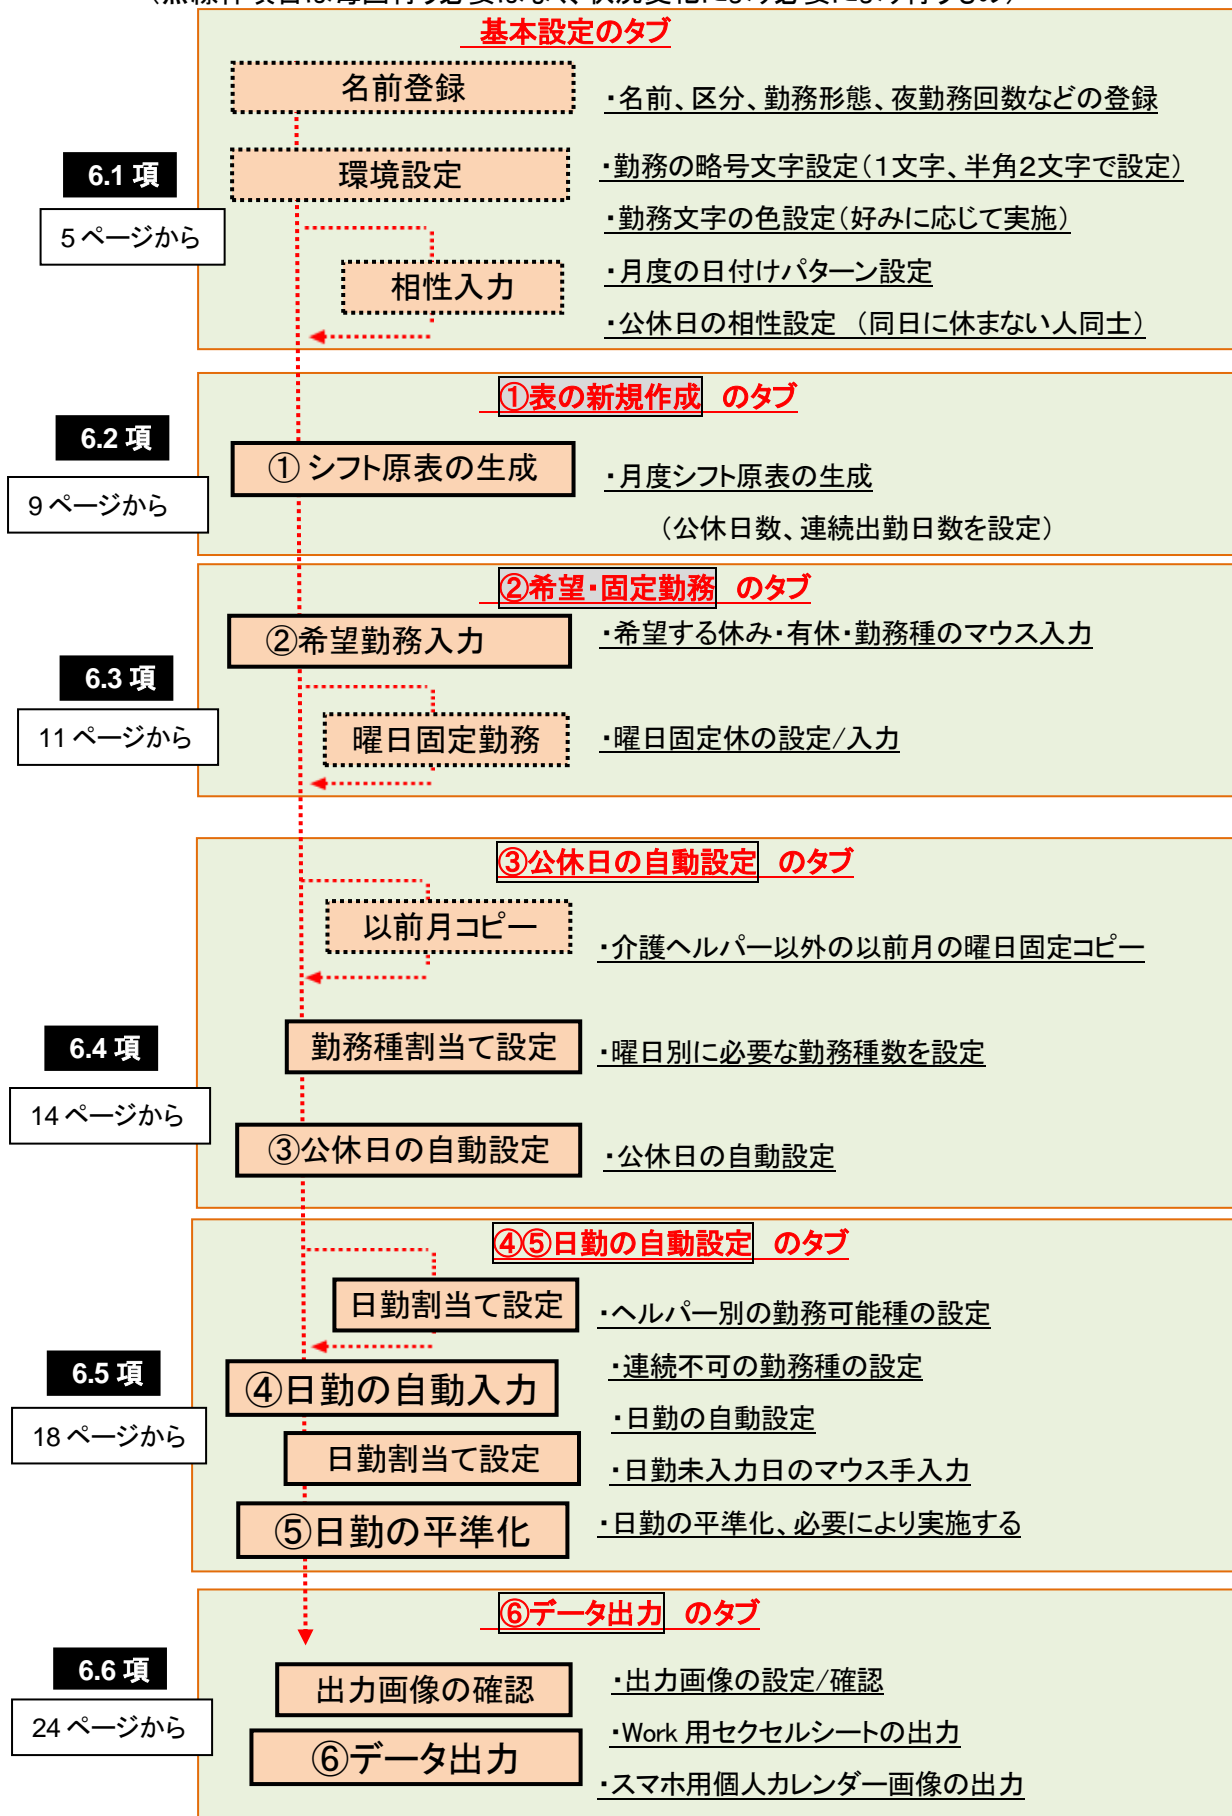 基本設定のタブ
名前登録
・名前、区分、勤務形態、夜勤務回数などの登録
6.1 項
5 ページから
環境設定
・勤務の略号文字設定(1文字、半角2文字で設定)
・勤務文字の色設定(好みに応じて実施)
相性入力
・月度の日付けパターン設定
・公休日の相性設定 (同日に休まない人同士)
①表の新規作成 のタブ
6.2 項
9 ページから
① シフト原表の生成
・月度シフト原表の生成
(公休日数、連続出勤日数を設定)
②希望・固定勤務 のタブ
②希望勤務入力
・希望する休み・有休・勤務種のマウス入力
6.3 項
11 ページから
曜日固定勤務
・曜日固定休の設定/入力
③公休日の自動設定 のタブ
以前月コピー
・介護ヘルパー以外の以前月の曜日固定コピー
6.4 項
14 ページから
勤務種割当て設定
・曜日別に必要な勤務種数を設定
③公休日の自動設定
・公休日の自動設定
④⑤日勤の自動設定 のタブ
日勤割当て設定
・ヘルパー別の勤務可能種の設定
6.5 項
18 ページから
・連続不可の勤務種の設定
④日勤の自動入力
・日勤の自動設定
日勤割当て設定
・日勤未入力日のマウス手入力
⑤日勤の平準化
・日勤の平準化、必要により実施する
⑥データ出力 のタブ
6.6 項
24 ページから
出力画像の確認
・出力画像の設定/確認
・Work 用セクセルシートの出力
⑥データ出力
・スマホ用個人カレンダー画像の出力